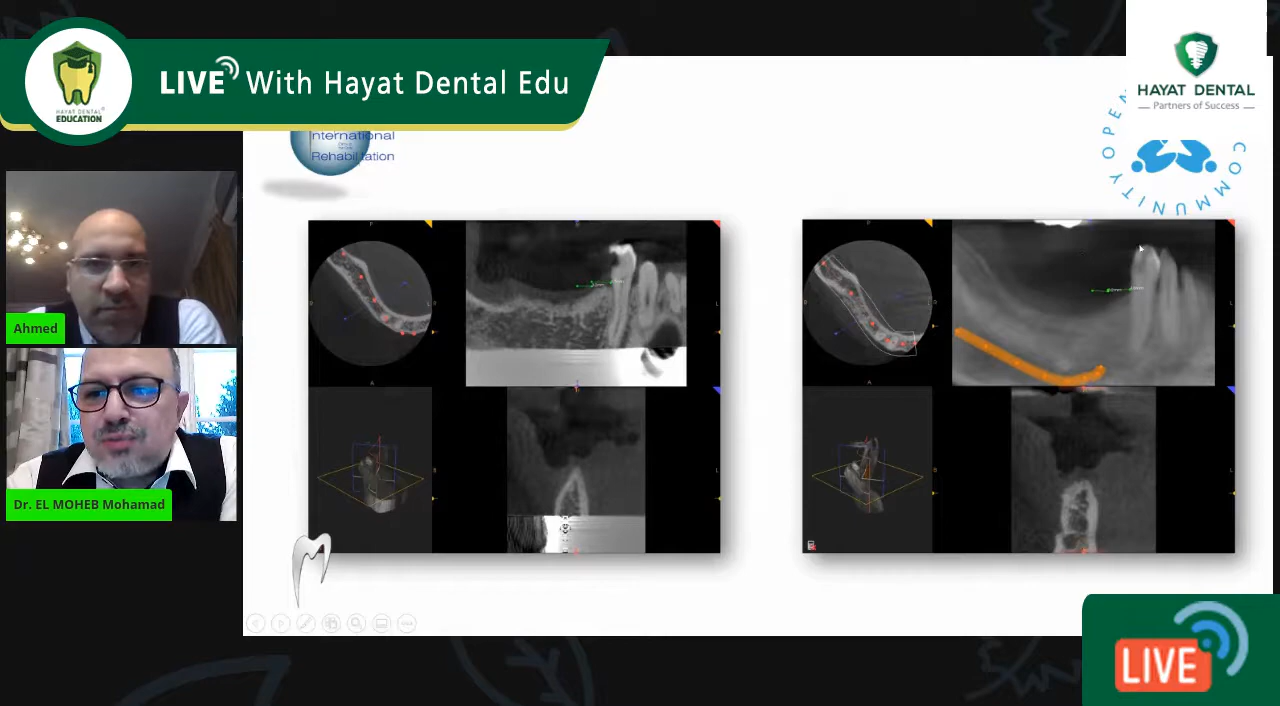 LIVE With Hayat Dental Edu
HAYAT DENTAL
EDUCATION
HAYAT DENTAL
Partners of Success
OPEN
COMMUNITY
International
Rehabilitation
Ahmed
Dr. EL MOHEB Mohamad
LIVE